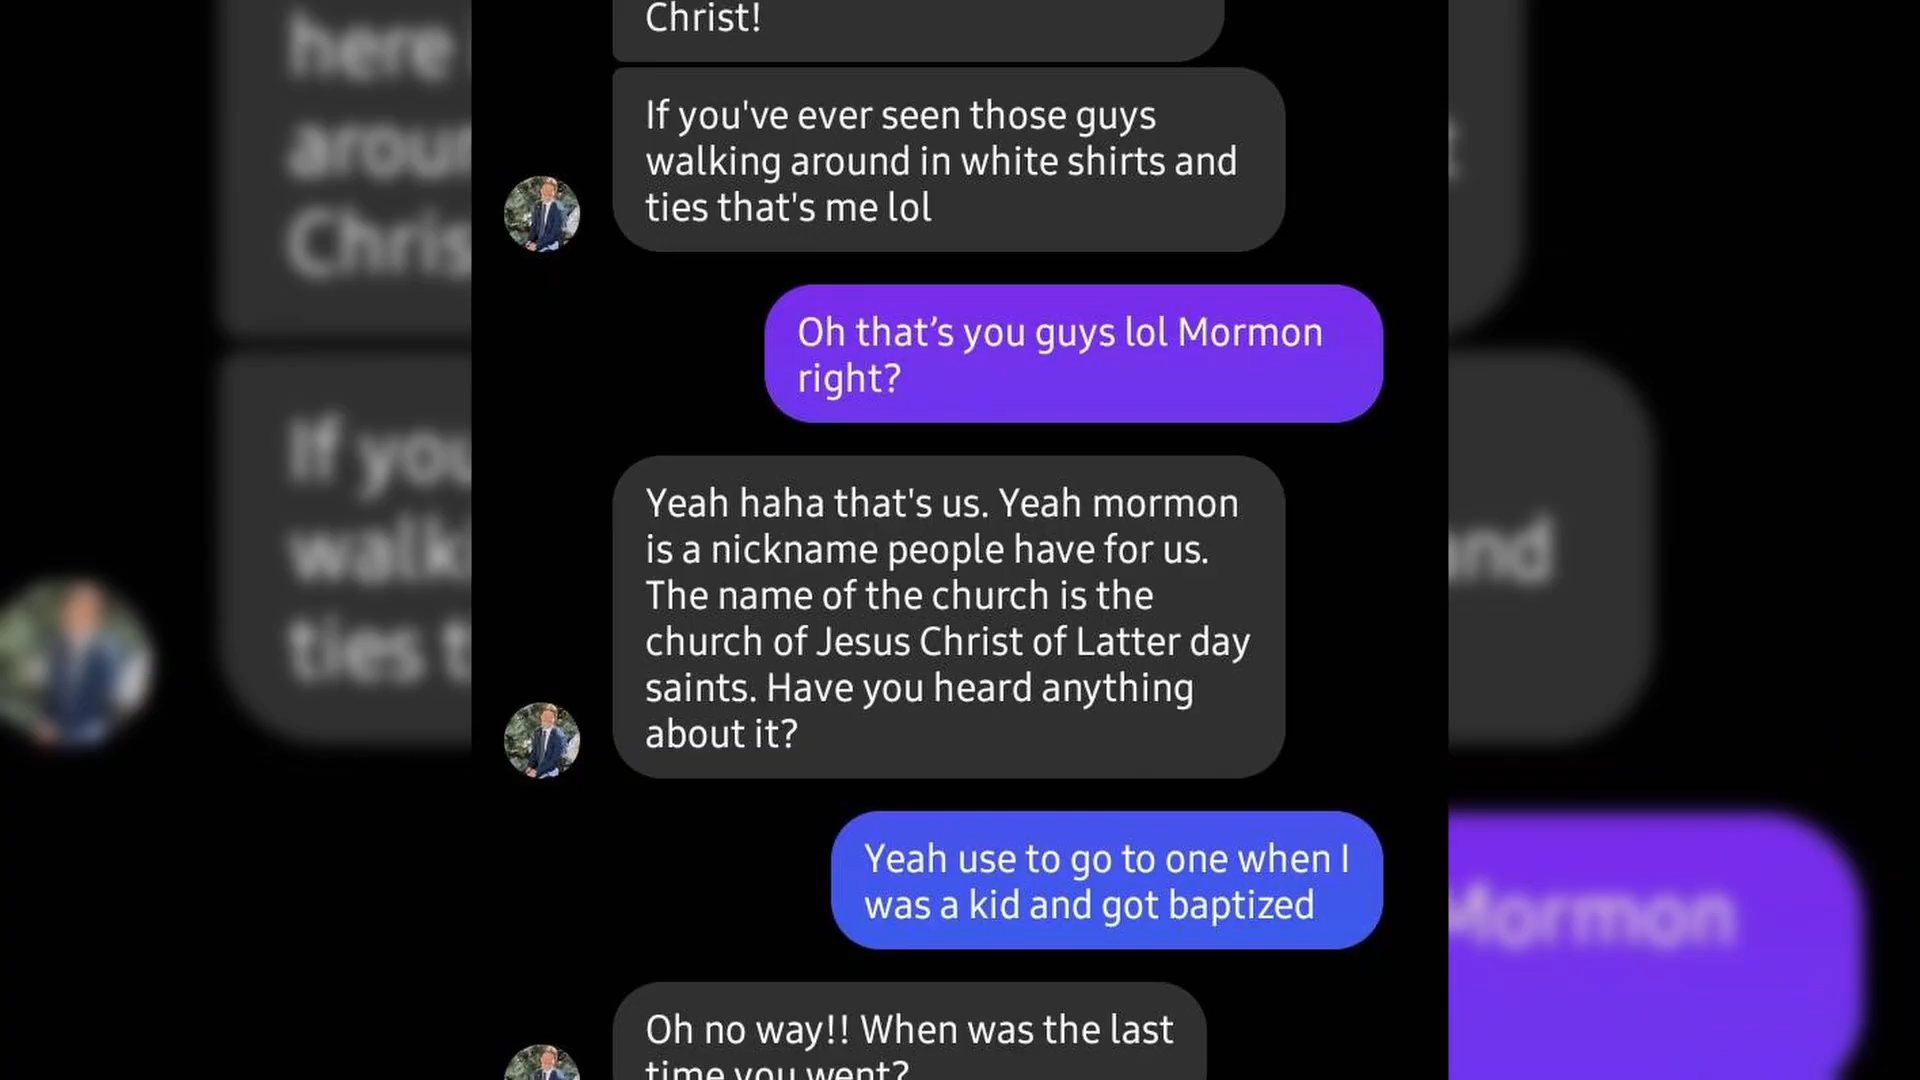 Christ!
If you've ever seen those guys
walking around in white shirts and
ties that's me lol
Oh that’s you guys lol Mormon
right?
Yeah haha that's us. Yeah mormon
is a nickname people have for us.
The name of the church is the
church of Jesus Christ of Latter day
saints. Have you heard anything
about it?
Yeah use to go to one when I
was a kid and got baptized
Oh no way!! When was the last
time you went?